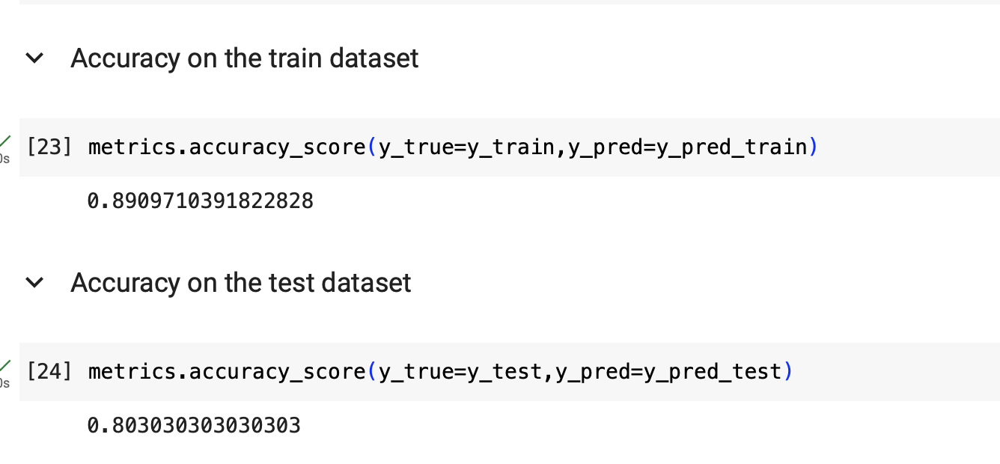 Accuracy on the train dataset
[23] metrics.accuracy_score(y_true=y_train,y_pred=y_pred_train)
0s
0.8909710391822828
Accuracy on the test dataset
[24] metrics.accuracy_score(y_true=y_test,y_pred=y_pred_test)
0s
0.803030303030303